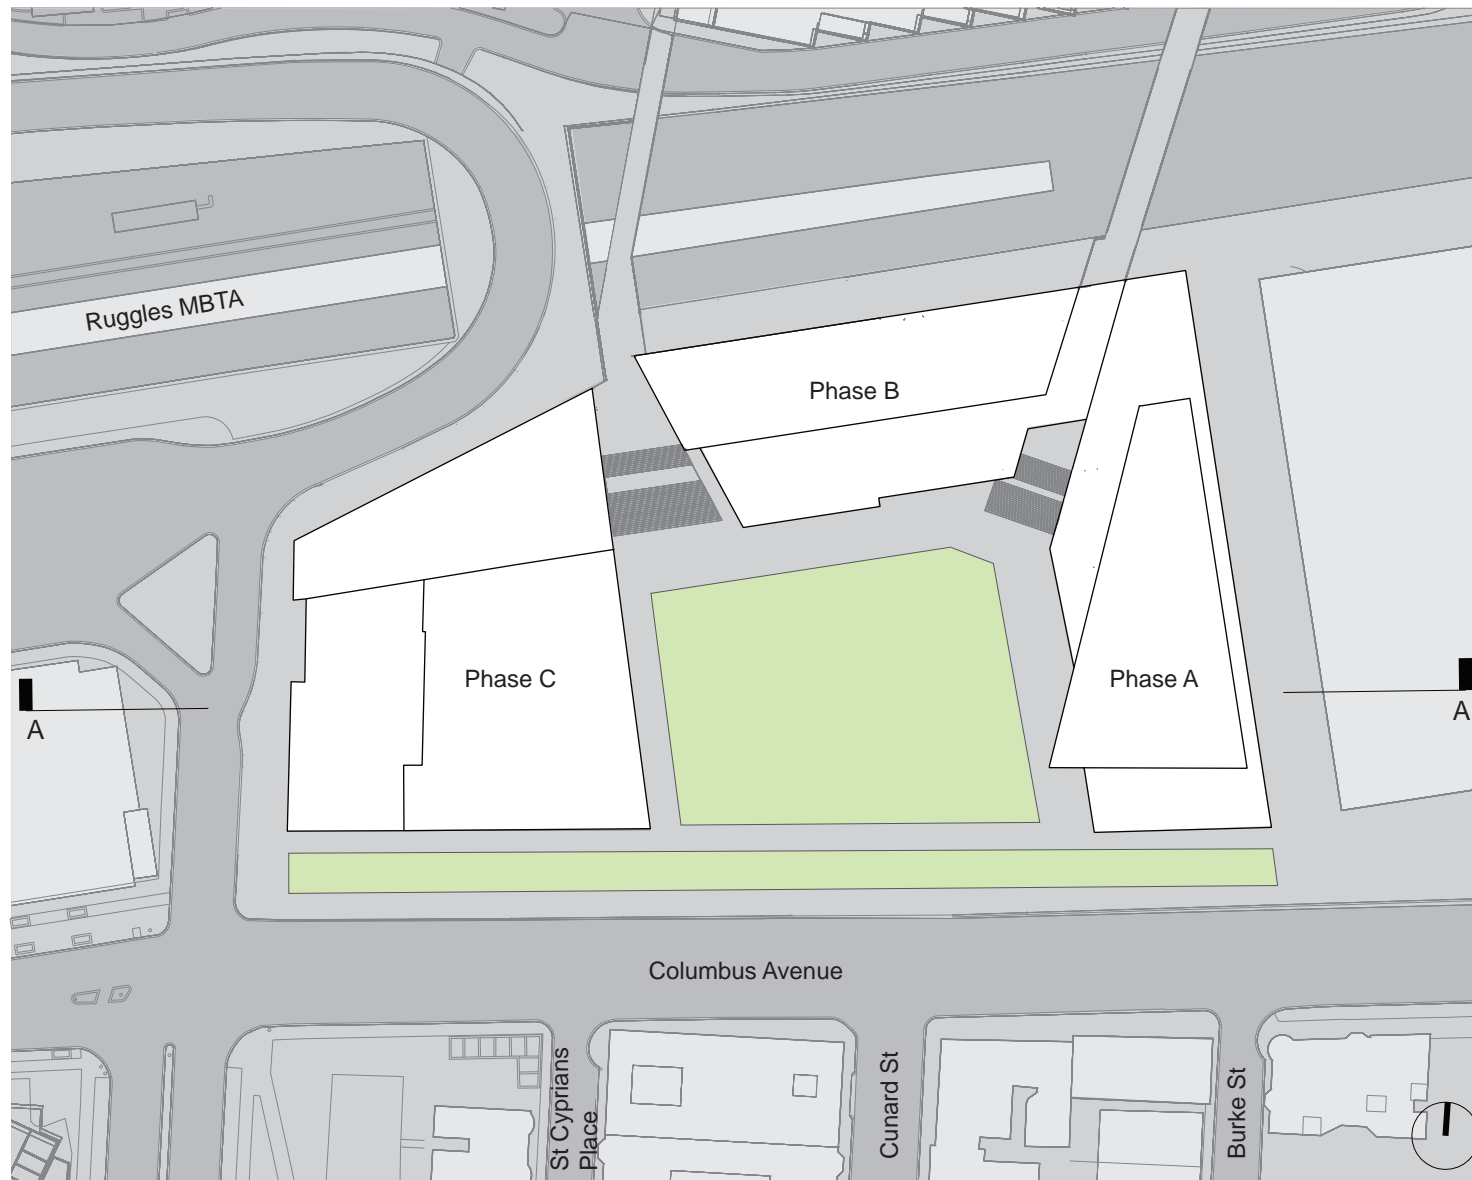 Ruggles MBTA
Phase B
Phase C
Phase A
A
A
Columbus Avenue
St Cyprians
Place
Cunard St
Burke St